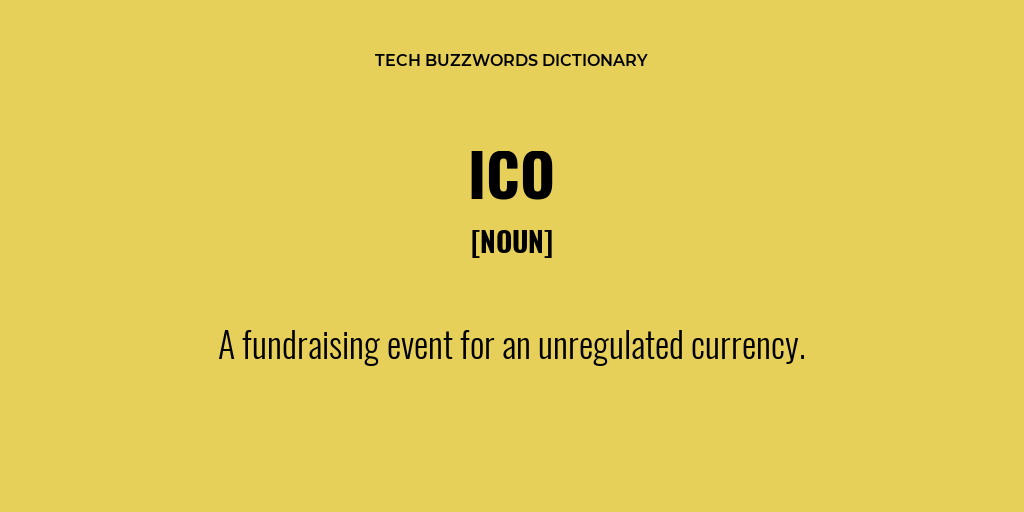 TECH BUZZWORDS DICTIONARY
ICO
[NOUN]
A fundraising event for an unregulated currency.